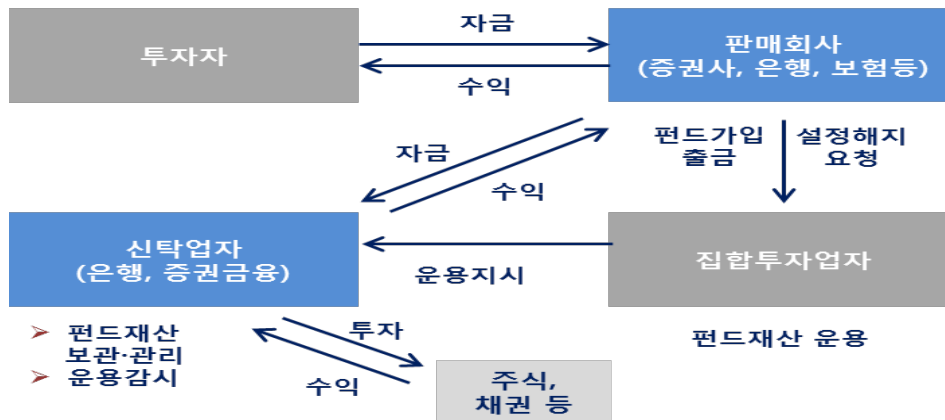 자금
투자자
판매회사
(증권사, 은행, 보험등)
수익
펀드가입
출금
설정해지
요청
자금
수익
신탁업자
(은행, 증권금융)
운용지시
집합투자업자
펀드재산
보관·관리
운용감시
투자
수익
펀드재산 운용
주식,
채권 등